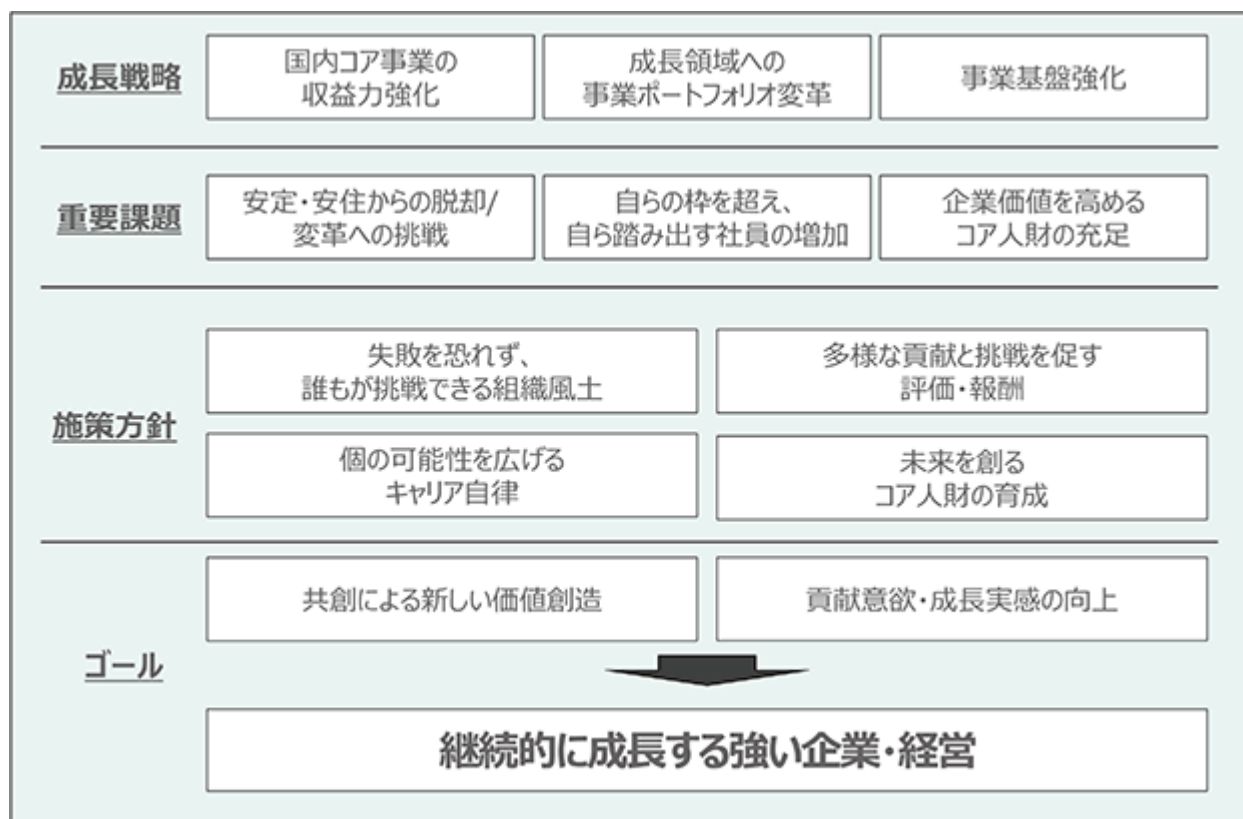 成長戦略
国内コア事業の
収益力強化
成長領域への
事業ポートフォリオ変革
事業基盤強化
重要課題
安定・安住からの脱却/
変革への挑戦
自らの枠を超え、
自ら踏み出す社員の増加
企業価値を高める
コア人財の充足
施策方針
失敗を恐れず、
誰もが挑戦できる組織風土
多様な貢献と挑戦を促す
評価・報酬
個の可能性を広げる
キャリア自律
未来を創る
コア人財の育成
ゴール
共創による新しい価値創造
貢献意欲・成長実感の向上
継続的に成長する強い企業・経営